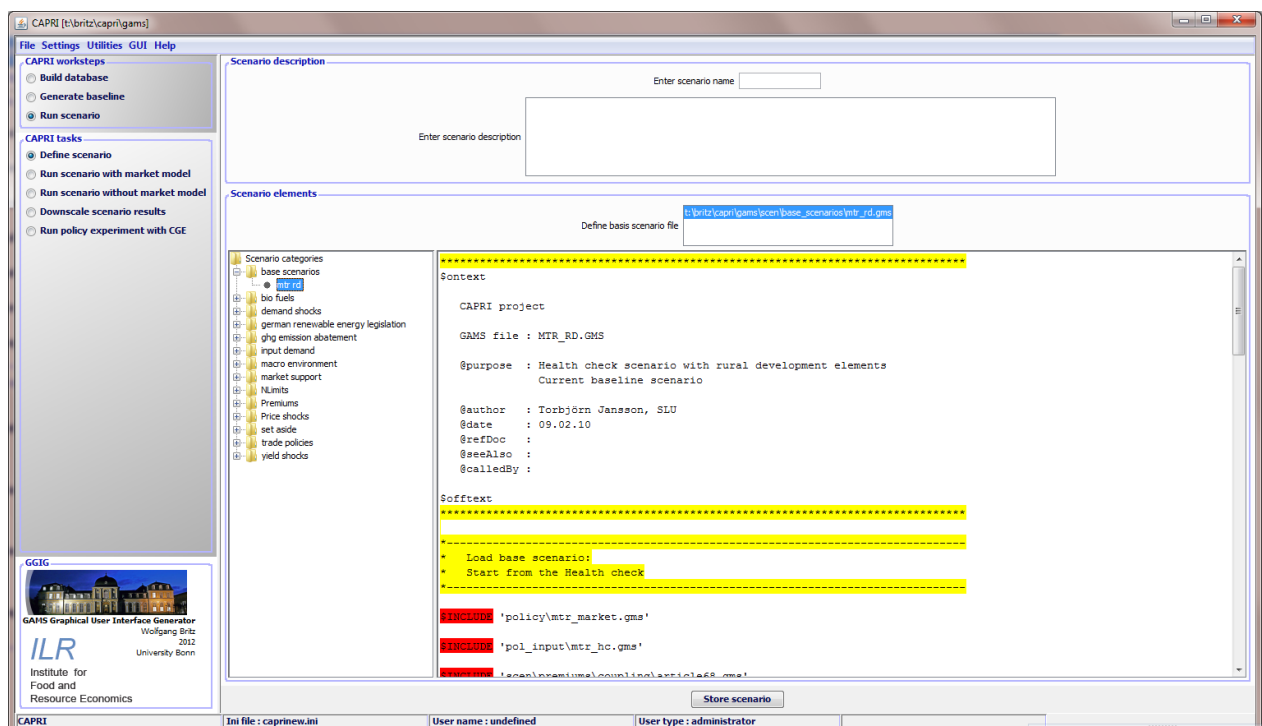 CAPRI [t:\britz\capri\gams]
File Settings Utilities GUI Help
CAPRI worksteps
Build database
Generate baseline
Run scenario
CAPRI tasks
Define scenario
Run scenario with market model
Run scenario without market model
Downscale scenario results
Run policy experiment with CGE
GGIG
GAMS Graphical User Interface Generator
Wolfgang Britz
2012
University Bonn
ILR
Institute for
Food and
Resource Economics
Scenario description
Enter scenario name
Enter scenario description
Scenario elements
Define basis scenario file
t:\britz\capri\gams\scen\base_scenarios\mtr_rd.gms
Scenario categories
base scenarios
mtr rd
bio fuels
demand shocks
german renewable energy legislation
ghg emission abatement
input demand
macro environment
market support
NLimits
Premiums
Price shocks
set aside
trade policies
yield shocks
********************************************************************************
$ontext
CAPRI project
GAMS file : MTR_RD.GMS
@purpose : Health check scenario with rural development elements
Current baseline scenario
@author : Torbjörn Jansson, SLU
@date : 09.02.10
@refDoc :
@seeAlso :
@calledBy :
$offtext
********************************************************************************
*-------------------------------------------------------------------------------
* Load base scenario:
* Start from the Health check
*-------------------------------------------------------------------------------
$INCLUDE 'policy\mtr_market.gms'
$INCLUDE 'pol_input\mtr_hc.gms'
$INCLUDE 'scen\premiums\coupling\article68.gms'
Store scenario
CAPRI
Ini file : caprinew.ini
User name : undefined
User type : administrator